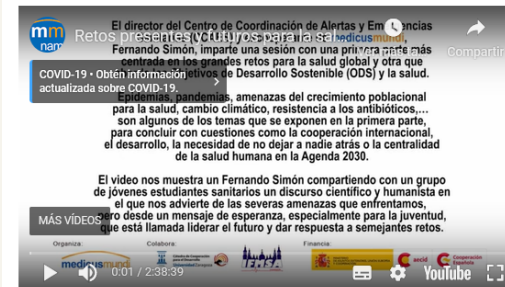 El director del Centro de Coordinación de Alertas y Emergencias
mm
nam
Retos presentes y futuros para la sal...
medicusmundi,
Compartir
Fernando Simón, imparte una sesión con una primera parte más
centrada en los grandes retos para la salud global y otra que
objetivos de Desarrollo Sostenible (ODS) y la salud.
COVID-19 • Obtén información
actualizada sobre COVID-19.
Epidemias, pandemias, amenazas del crecimiento poblacional
para la salud, cambio climático, resistencia a los antibióticos,...
son algunos de los temas que se exponen en la primera parte,
para concluir con cuestiones como la cooperación internacional,
el desarrollo, la necesidad de no dejar a nadie atrás o la centralidad
de la salud humana en la Agenda 2030.
El video nos muestra un Fernando Simón compartiendo con un grupo
de jóvenes estudiantes sanitarios un discurso científico y humanista en
el que nos advierte de las severas amenazas que enfrentamos,
MÁS VÍDEOS
pero desde un mensaje de esperanza, especialmente para la juventud,
que está llamada liderar el futuro y dar respuesta a semejantes retos.
Organiza:
Colabora:
Financia:
medicusmundi
aecid
Cooperación
Española
0:01 / 2:38:39
YouTube